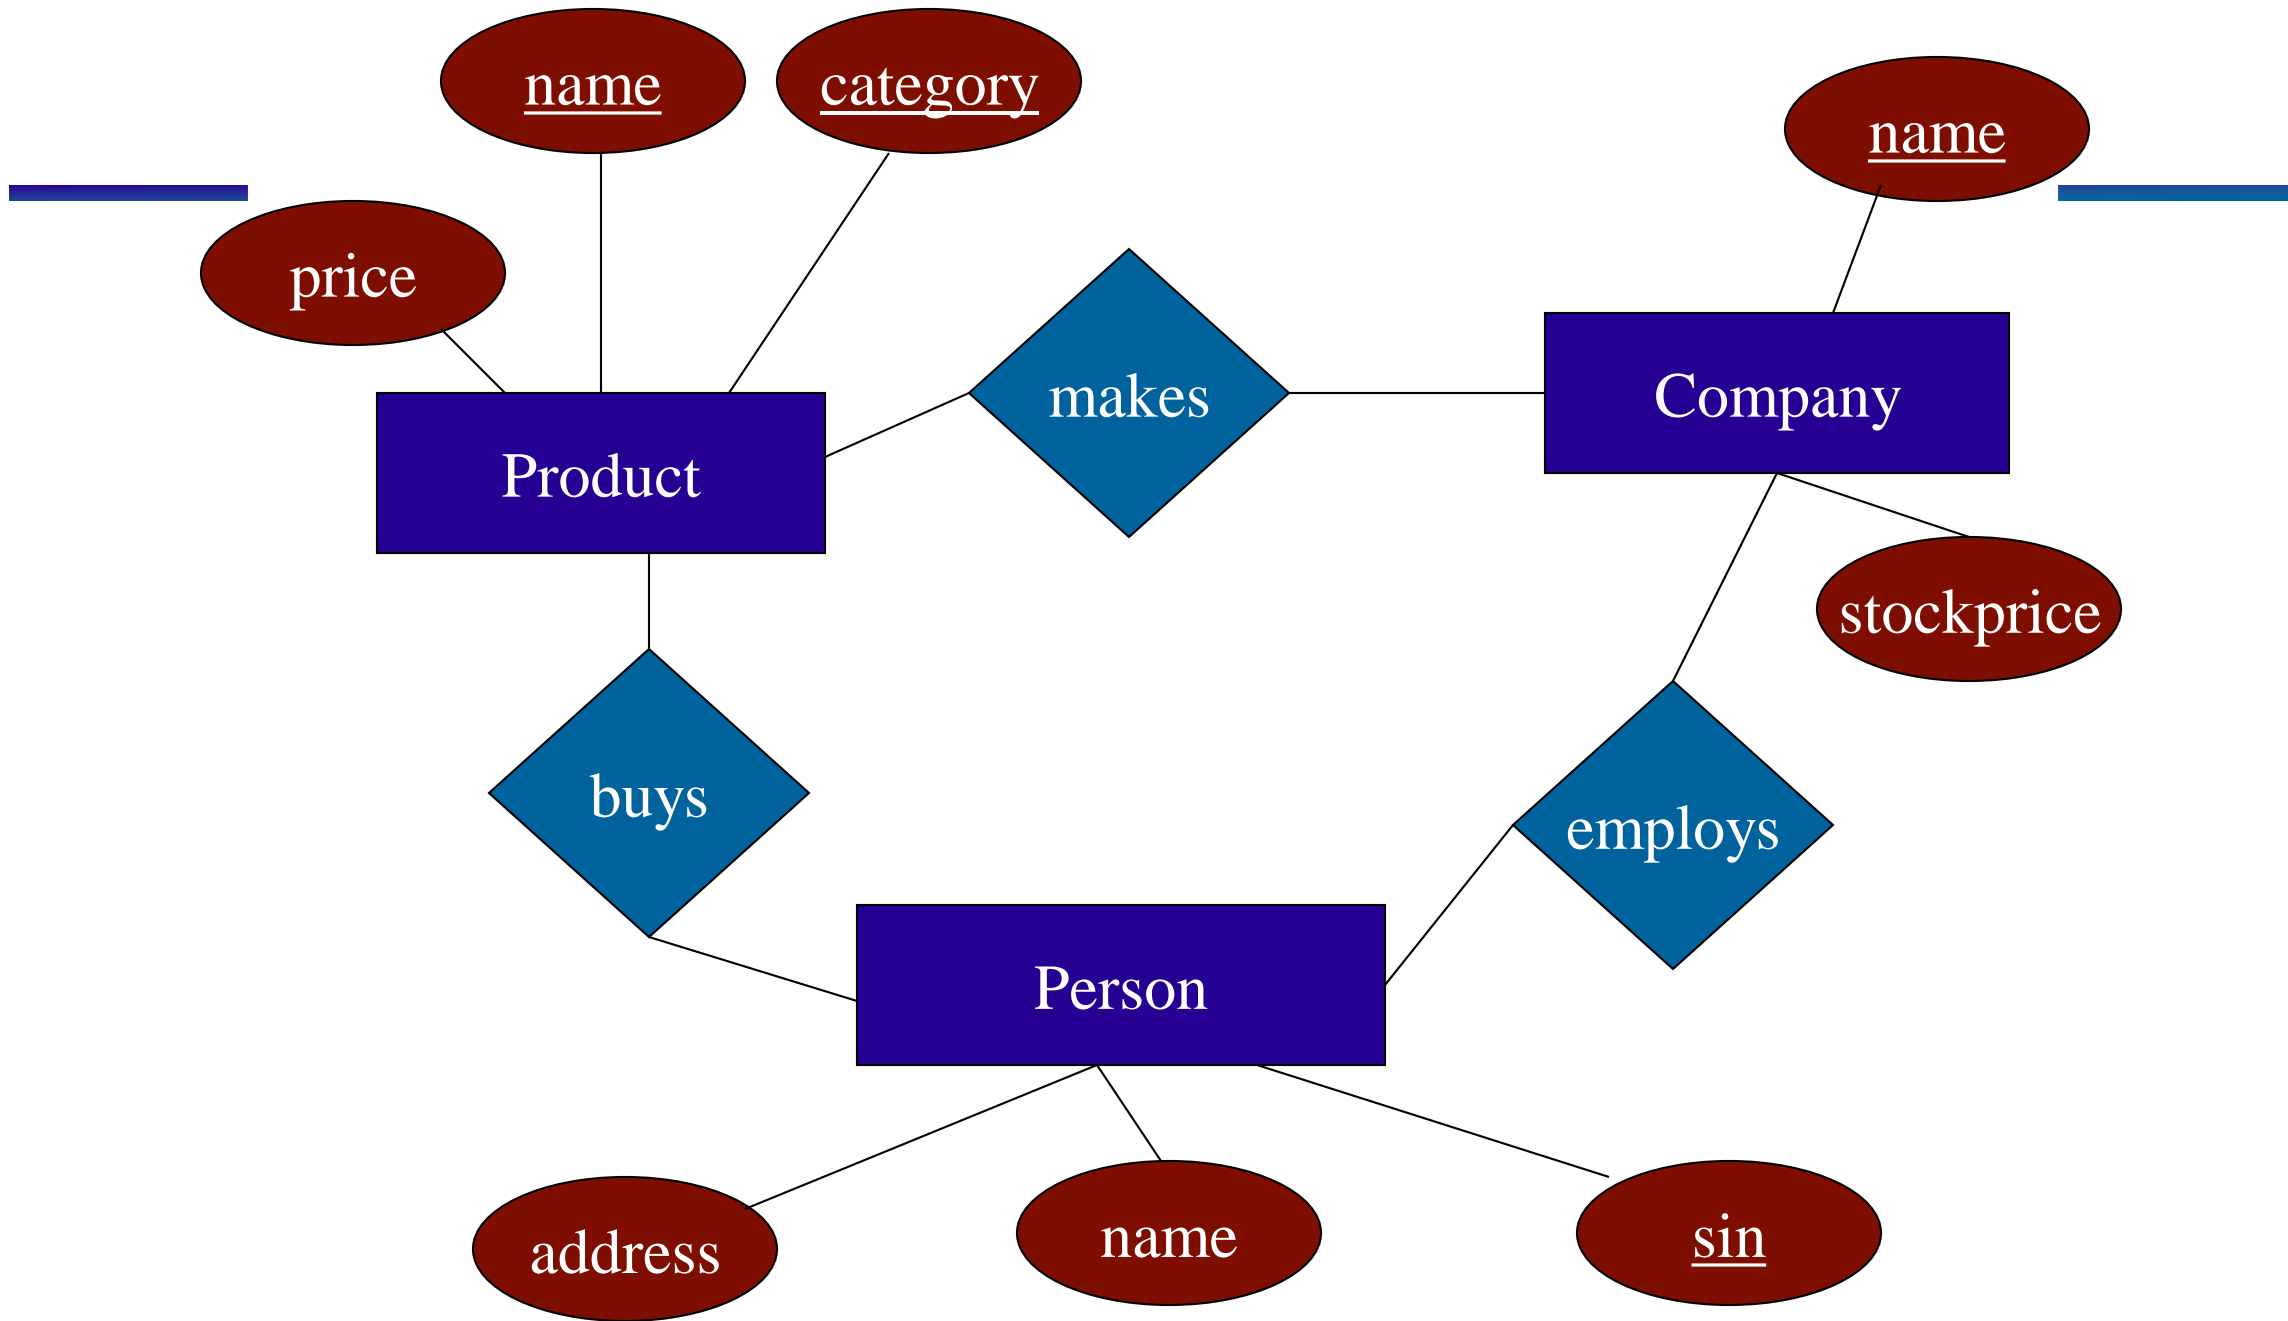 name
category
name
price
makes
Company
Product
stockprice
buys
employs
Person
address
name
sin